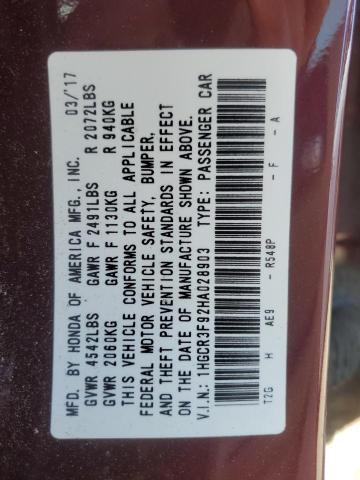 MFD. BY HONDA OF AMERICA MFG., INC. 03/'17
GVWR 4542LBS GAWR F 2491LBS R 2072LBS
GVWR 2060KG GAWR F 1130KG R 940KG
THIS VEHICLE CONFORMS TO ALL APPLICABLE
FEDERAL MOTOR VEHICLE SAFETY, BUMPER,
AND THEFT PREVENTION STANDARDS IN EFFECT
ON THE DATE OF MANUFACTURE SHOWN ABOVE.
V.I.N.: 1HGCR3F92HA028903 TYPE: PASSENGER CAR
T2G H AE9 - R548P - F - A